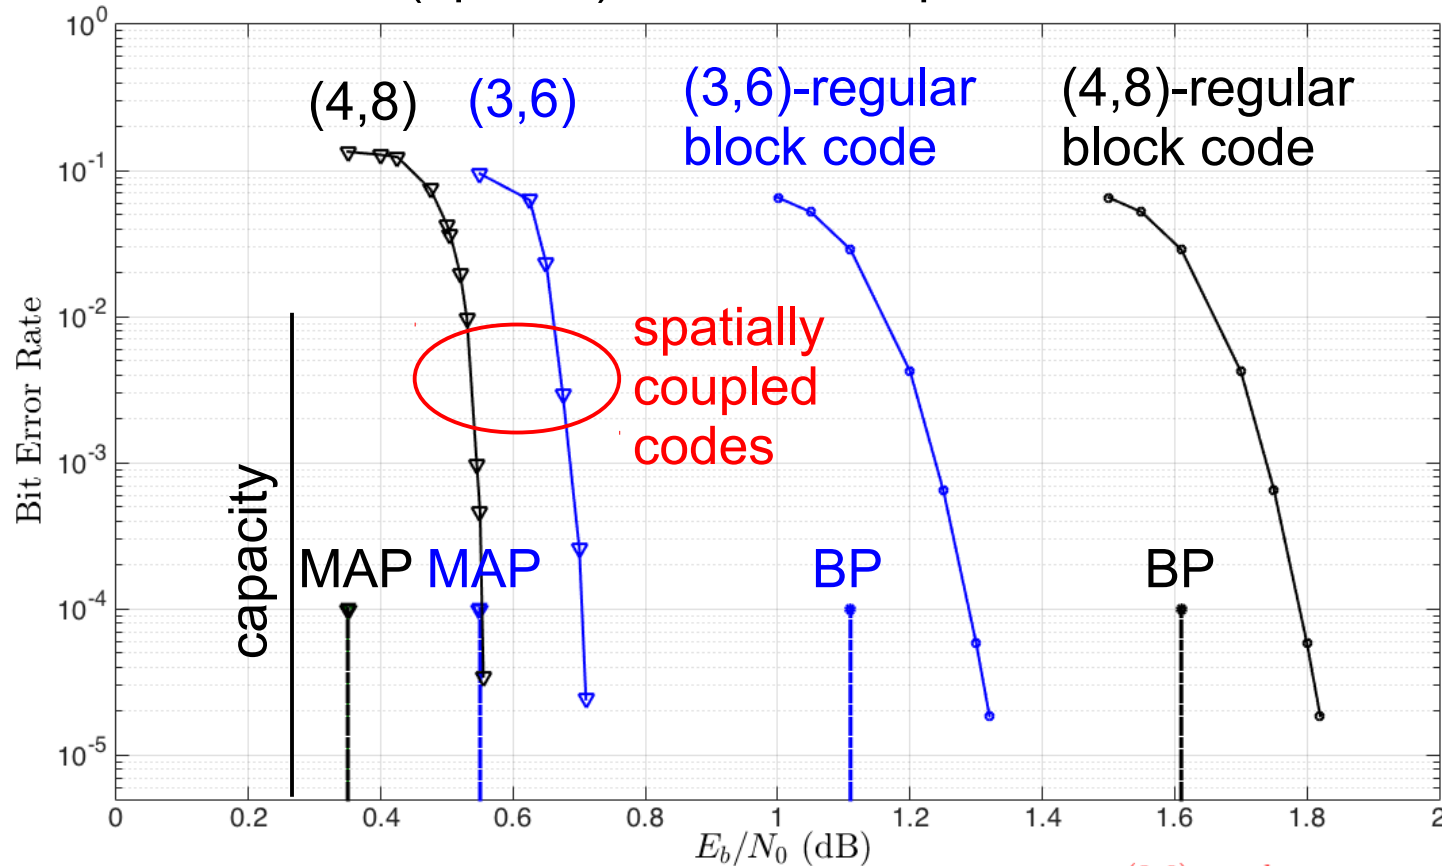 10^0
(4,8) (3,6) (3,6)-regular (4,8)-regular
block code block code
10^-1
10^-2
spatially
coupled
codes
10^-3
Bit Error Rate
capacity
MAP MAP BP BP
10^-4
10^-5
0 0.2 0.4 0.6 0.8 1 1.2 1.4 1.6 1.8 2
E_b/N_0 (dB)